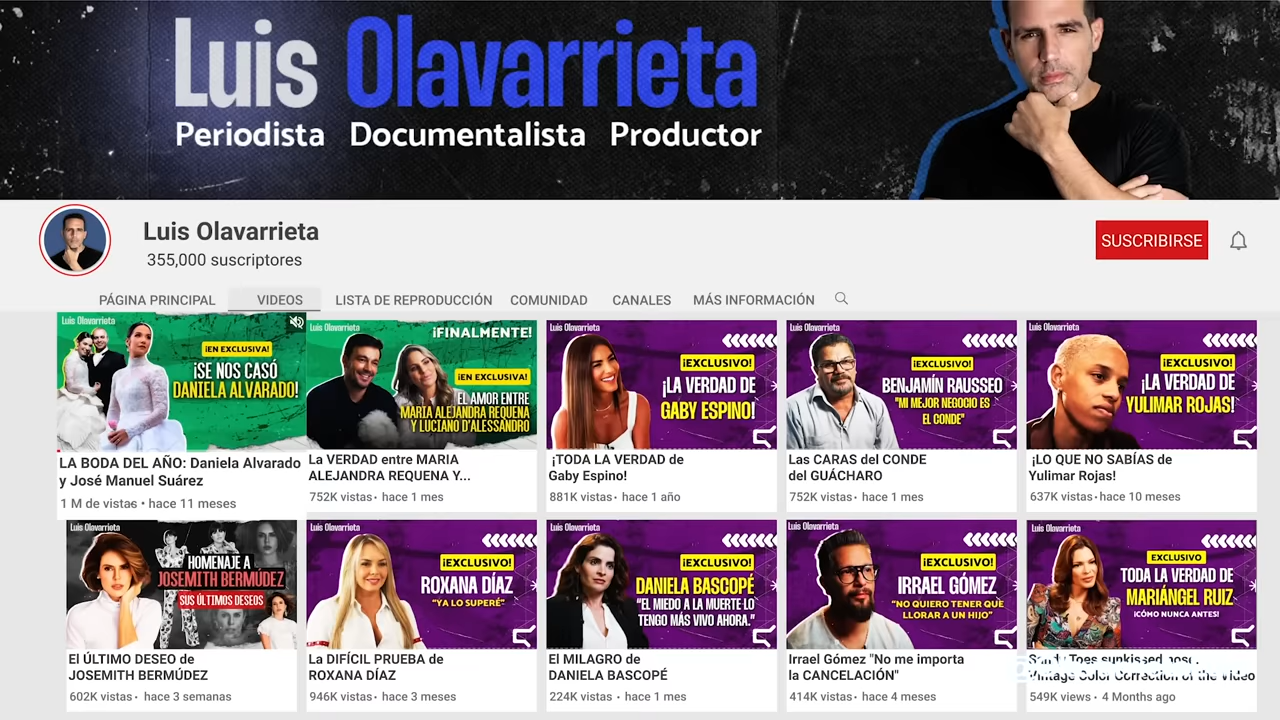 Luis Olavarrieta
Periodista Documentalista Productor
Luis Olavarrieta
355,000 suscriptores
SUSCRIBIRSE
PÁGINA PRINCIPAL VIDEOS LISTA DE REPRODUCCIÓN COMUNIDAD CANALES MÁS INFORMACIÓN
Luis Olavarrieta
¡EN EXCLUSIVA!
¡SE NOS CASÓ
DANIELA ALVARADO!
LA BODA DEL AÑO: Daniela Alvarado
y José Manuel Suárez
1 M de vistas • hace 11 meses
Luis Olavarrieta
¡FINALMENTE!
¡EN EXCLUSIVA!
EL AMOR ENTRE
MARIA ALEJANDRA REQUENA
Y LUCIANO D'ALESSANDRO
La VERDAD entre MARIA
ALEJANDRA REQUENA Y...
752K vistas • hace 1 mes
Luis Olavarrieta
¡EXCLUSIVO!
¡LA VERDAD DE
GABY ESPINO!
¡TODA LA VERDAD de
Gaby Espino!
881K vistas • hace 1 año
Luis Olavarrieta
¡EXCLUSIVO!
BENJAMÍN RAUSSEO
"MI MEJOR NEGOCIO ES
EL CONDE"
Las CARAS del CONDE
del GUÁCHARO
752K vistas • hace 1 mes
Luis Olavarrieta
¡EXCLUSIVO!
¡LA VERDAD DE
YULIMAR ROJAS!
¡LO QUE NO SABÍAS de
Yulimar Rojas!
637K vistas • hace 10 meses
Luis Olavarrieta
HOMENAJE A
JOSEMITH BERMÚDEZ
SUS ÚLTIMOS DESEOS
El ÚLTIMO DESEO de
JOSEMITH BERMÚDEZ
602K vistas • hace 3 semanas
Luis Olavarrieta
¡EXCLUSIVO!
ROXANA DÍAZ
"YA LO SUPERÉ"
La DIFÍCIL PRUEBA de
ROXANA DÍAZ
946K vistas • hace 3 meses
Luis Olavarrieta
¡EXCLUSIVO!
DANIELA BASCOPÉ
"EL MIEDO A LA MUERTE LO
TENGO MÁS VIVO AHORA."
El MILAGRO de
DANIELA BASCOPÉ
224K vistas • hace 1 mes
Luis Olavarrieta
¡EXCLUSIVO!
IRRAEL GÓMEZ
"NO QUIERO TENER QUE
LLORAR A UN HIJO"
Irrael Gómez "No me importa
la CANCELACIÓN"
414K vistas • hace 4 meses
Luis Olavarrieta
EXCLUSIVO
TODA LA VERDAD DE
MARIÁNGEL RUIZ
¡CÓMO NUNCA ANTES!
Toes sunkissed
Vintage Color Correction of the video
549K views • 4 Months ago